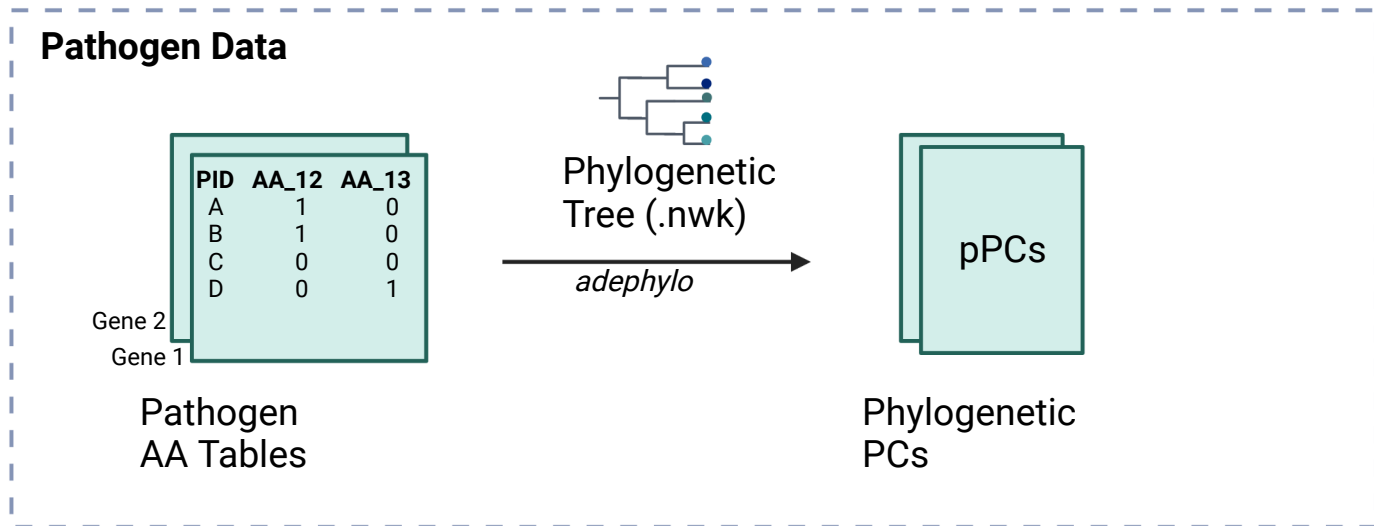 Pathogen Data
PID AA_12 AA_13
A 1 0
B 1 0
C 0 0
D 0 1
Gene 2
Gene 1
Pathogen
AA Tables
Phylogenetic
Tree (.nwk)
adephylo
pPCs
Phylogenetic
PCs